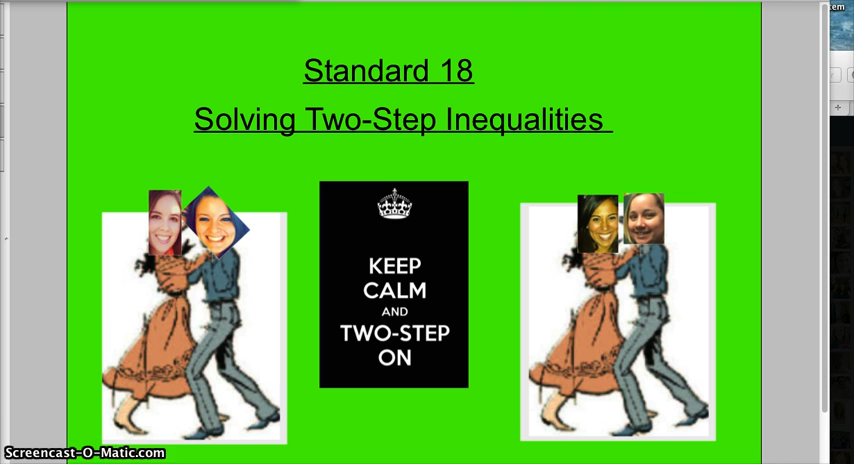 Standard 18
Solving Two-Step Inequalities
KEEP
CALM
AND
TWO-STEP
ON
Screencast-O-Matic.com